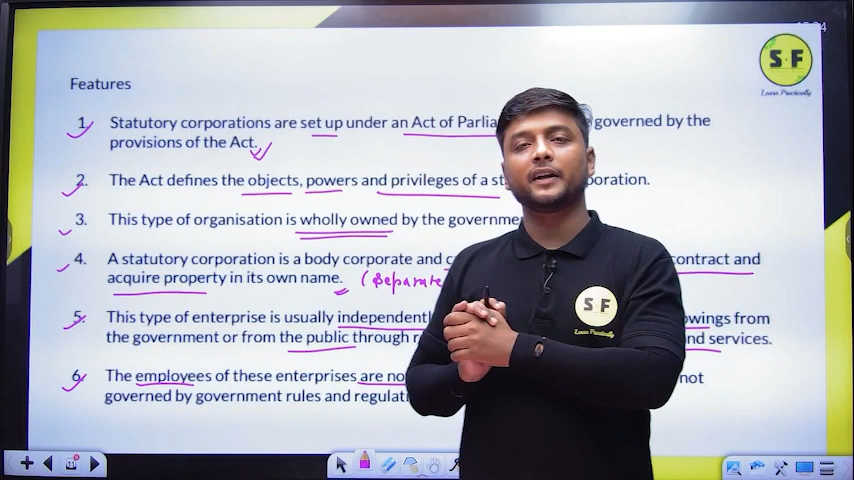 15:24
S F
Learn Practically
Features
1. Statutory corporations are set up under an Act of Parlia governed by the
provisions of the Act.
2. The Act defines the objects, powers and privileges of a st poration.
3. This type of organisation is wholly owned by the governme
4. A statutory corporation is a body corporate and c contract and
acquire property in its own name. (Separate
5. This type of enterprise is usually independentl owings from
the government or from the public through r nd services.
6. The employees of these enterprises are no not
governed by government rules and regulati
S F
Learn Practically